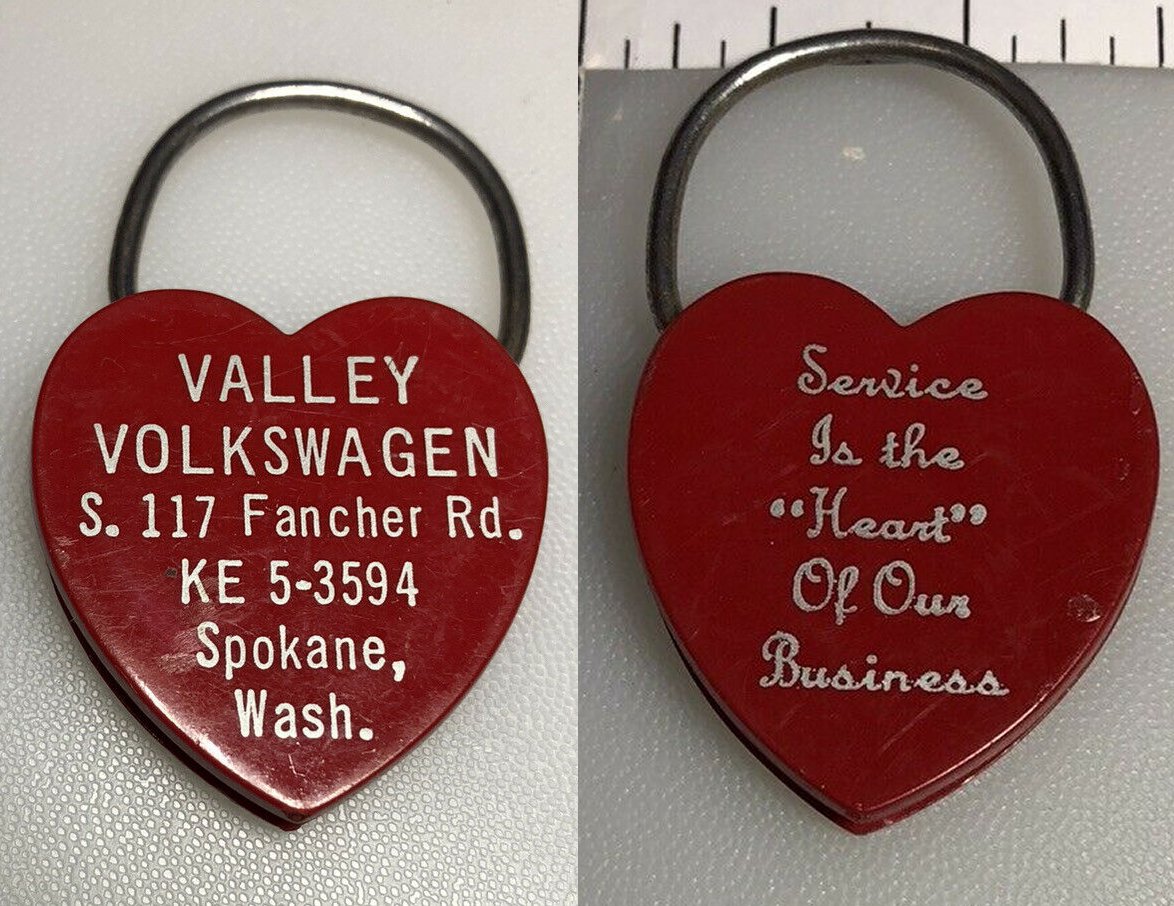 VALLEY
VOLKSWAGEN
S. 117 Fancher Rd.
KE 5-3594
Spokane,
Wash.
Service
Is the
“Heart”
Of Our
Business